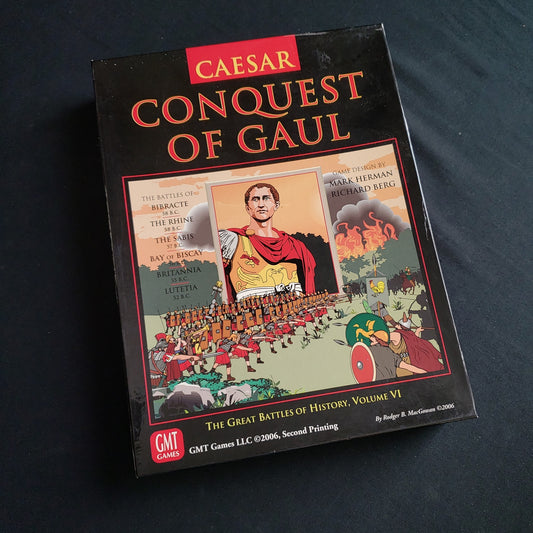 CAESAR
CONQUEST
OF GAUL
THE BATTLES OF
BIBRACTE
58 B.C.
THE RHINE
58 B.C.
THE SABIS
57 B.C.
BAY OF BISCAY
BRITANNIA
55 B.C.
LUTETIA
52 B.C.
GAME DESIGN BY
MARK HERMAN
RICHARD BERG
THE GREAT BATTLES OF HISTORY, VOLUME VI
By Rodger B. MacGowan ©2006
GMT
GAMES
GMT Games LLC ©2006, Second Printing